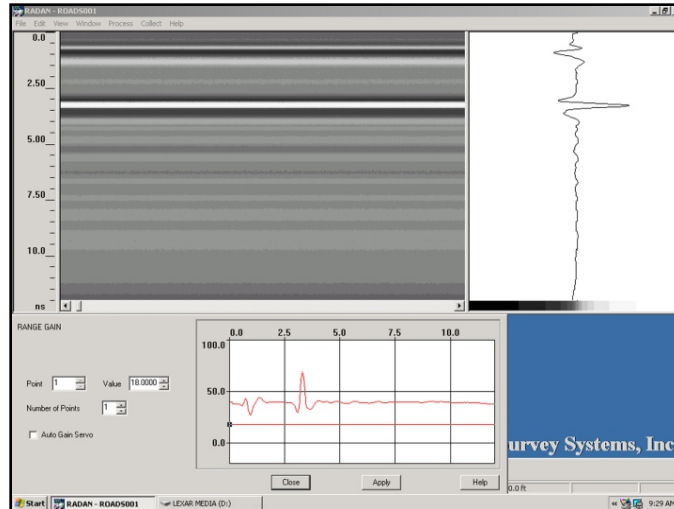 RADAN - ROADS001
File Edit View Window Process Collect Help
0.0
2.50
5.00
7.50
10.0
ns
RANGE GAIN
Point 1 Value 18.0000
Number of Points 1
Auto Gain Servo
0.0 2.5 5.0 7.5 10.0
100.0
50.0
0.0
Close Apply Help
urvey Systems, Inc
0.0 ft
Start RADAN - ROADS001 LEXAR MEDIA (D:) 9:29 AM